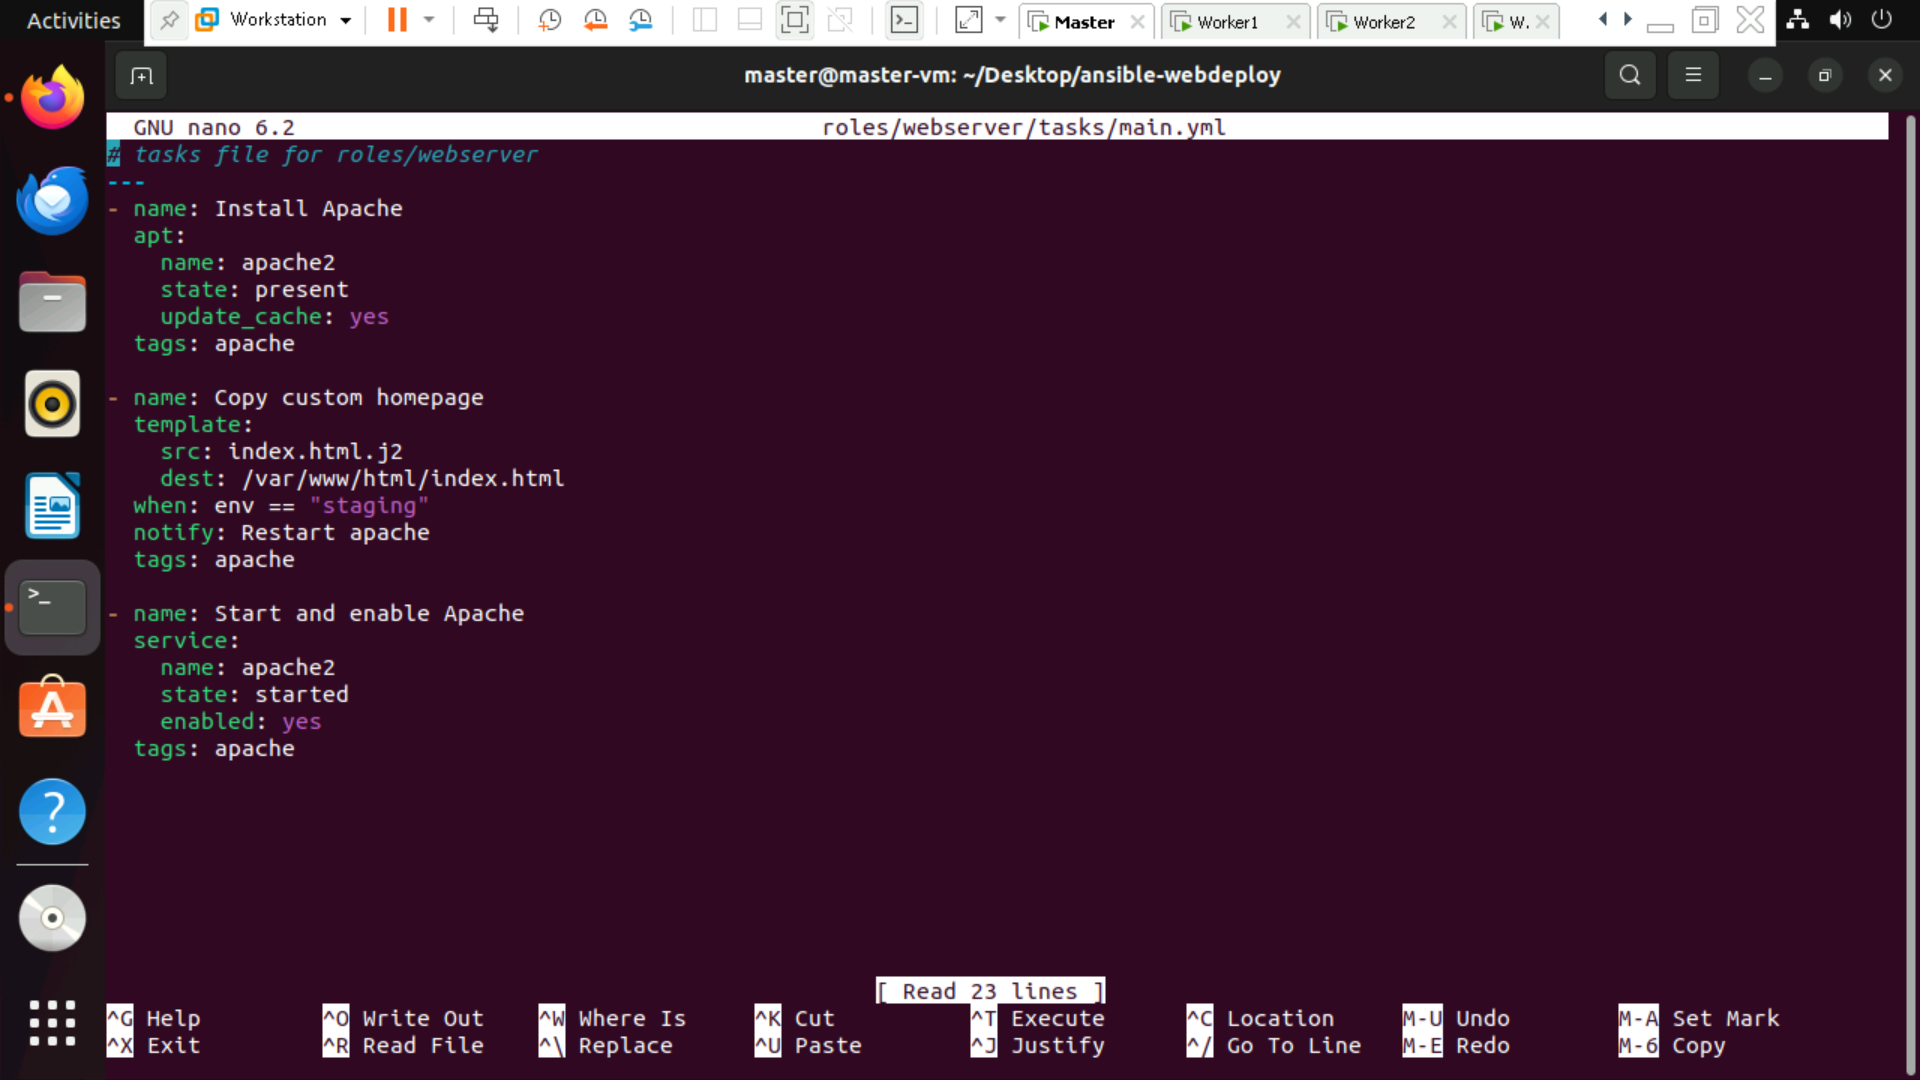 Activities
Workstation
Master
Worker1
Worker2
W.
master@master-vm: ~/Desktop/ansible-webdeploy
GNU nano 6.2 roles/webserver/tasks/main.yml
# tasks file for roles/webserver
---
- name: Install Apache
  apt:
    name: apache2
    state: present
    update_cache: yes
  tags: apache

- name: Copy custom homepage
  template:
    src: index.html.j2
    dest: /var/www/html/index.html
  when: env == "staging"
  notify: Restart apache
  tags: apache

- name: Start and enable Apache
  service:
    name: apache2
    state: started
    enabled: yes
  tags: apache
[ Read 23 lines ]
^G Help ^O Write Out ^W Where Is ^K Cut ^T Execute ^C Location M-U Undo M-A Set Mark
^X Exit ^R Read File ^\ Replace ^U Paste ^J Justify ^/ Go To Line M-E Redo M-6 Copy